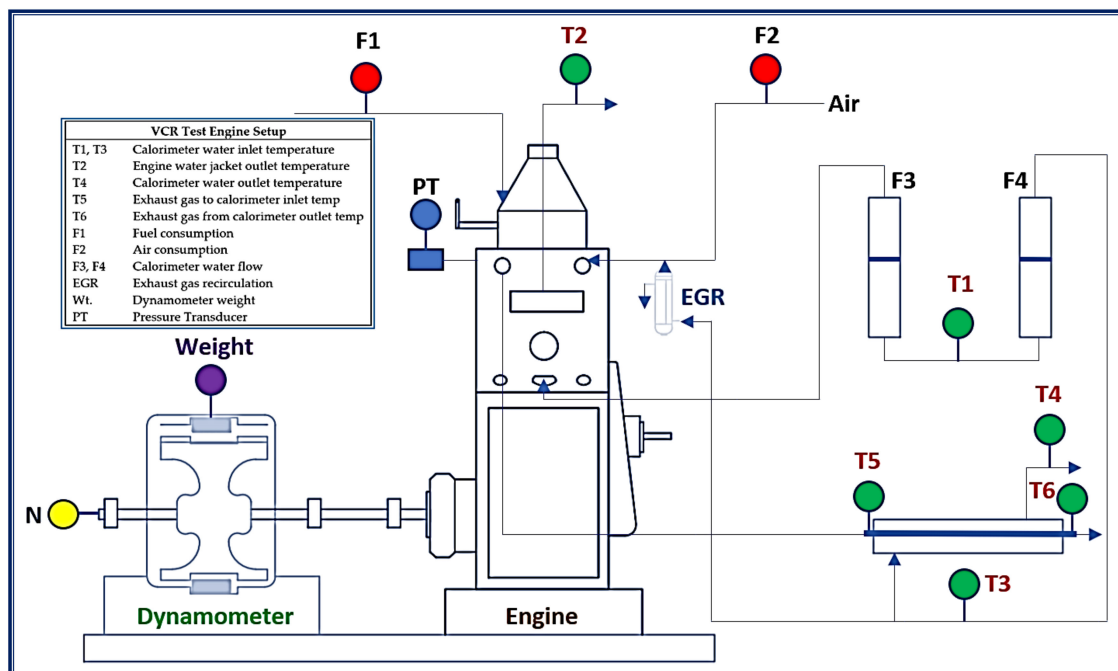 F1
T2
F2
Air
VCR Test Engine Setup
T1, T3 Calorimeter water inlet temperature
T2 Engine water jacket outlet temperature
T4 Calorimeter water outlet temperature
T5 Exhaust gas to calorimeter inlet temp
T6 Exhaust gas from calorimeter outlet temp
F1 Fuel consumption
F2 Air consumption
F3, F4 Calorimeter water flow
EGR Exhaust gas recirculation
Wt. Dynamometer weight
PT Pressure Transducer
PT
F3
F4
EGR
T1
Weight
T4
T5
T6
N
T3
Dynamometer
Engine